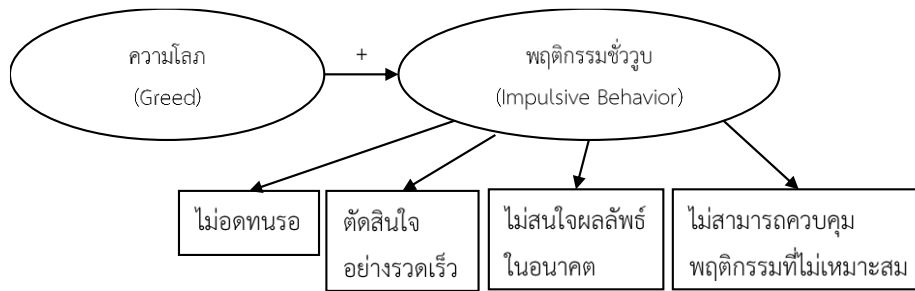 ความโลภ
(Greed)
+
พฤติกรรมชั่ววูบ
(Impulsive Behavior)
ไม่อดทนรอ
ตัดสินใจ
อย่างรวดเร็ว
ไม่สนใจผลลัพธ์
ในอนาคต
ไม่สามารถควบคุม
พฤติกรรมที่ไม่เหมาะสม